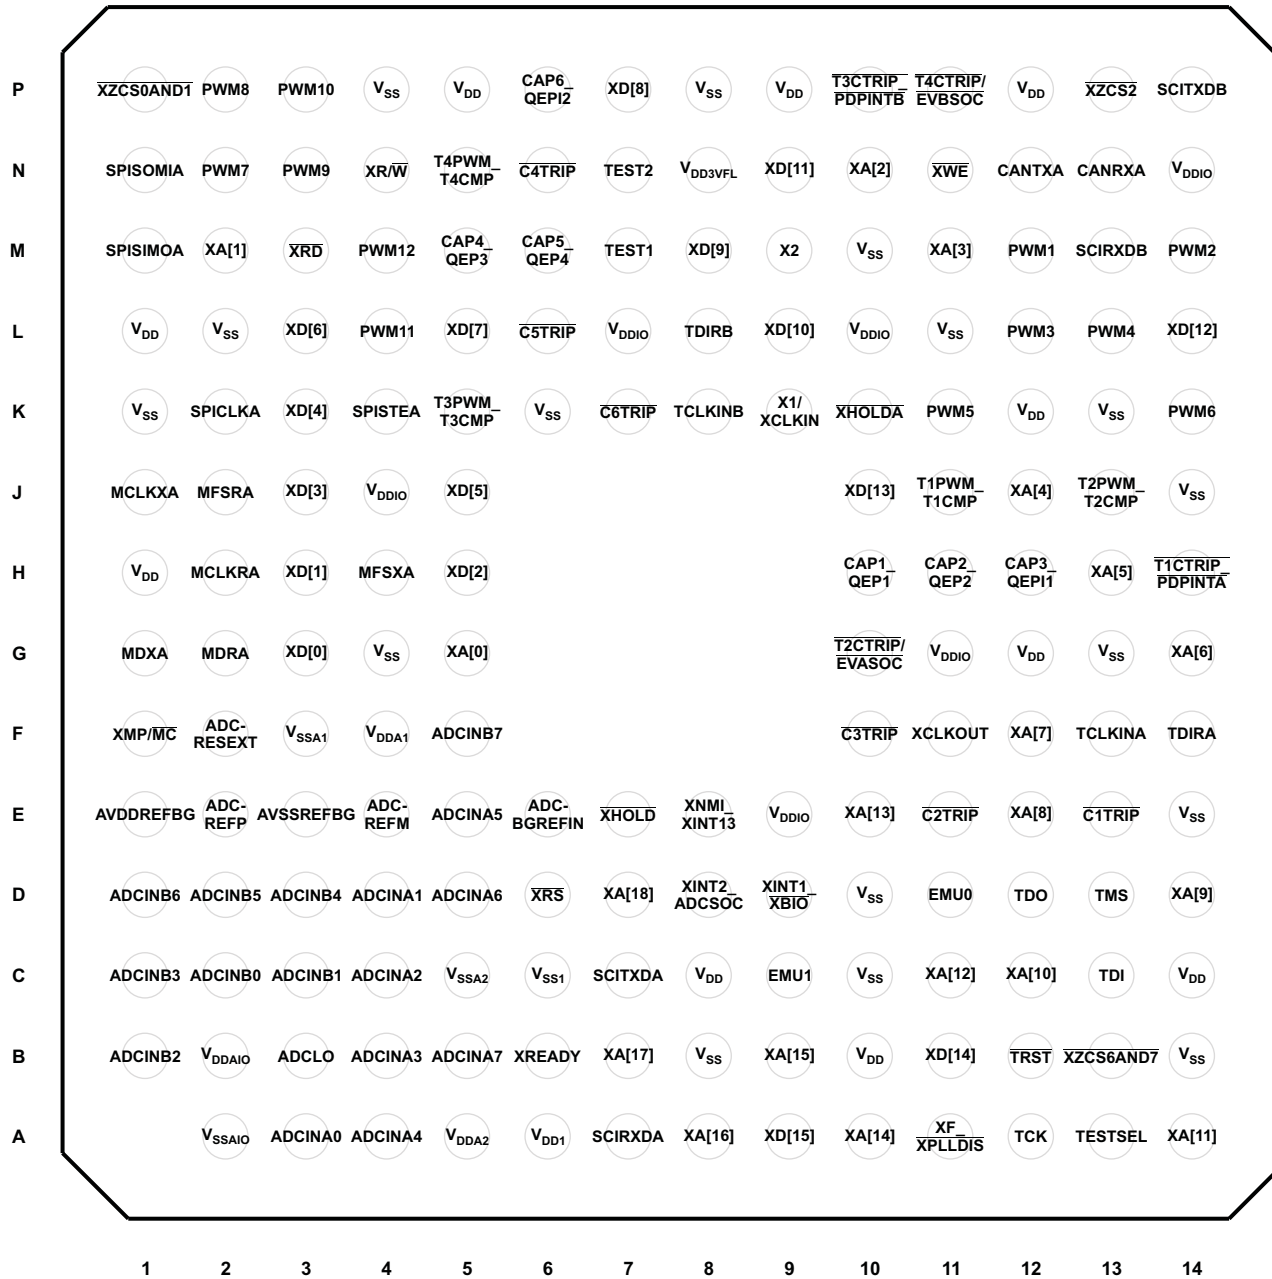 P XZCS0AND1 PWM8 PWM10 VSS VDD CAP6_ QEPI2 XD[8] VSS VDD T3CTRIP_ PDPINTB T4CTRIP/ EVBSOC VDD XZCS2 SCITXDB
N SPISOMIA PWM7 PWM9 XR/W T4PWM_ T4CMP C4TRIP TEST2 VDD3VFL XD[11] XA[2] XWE CANTXA CANRXA VDDIO
M SPISIMOA XA[1] XRD PWM12 CAP4_ QEP3 CAP5_ QEP4 TEST1 XD[9] X2 VSS XA[3] PWM1 SCIRXDB PWM2
L VDD VSS XD[6] PWM11 XD[7] C5TRIP VDDIO TDIRB XD[10] VDDIO VSS PWM3 PWM4 XD[12]
K VSS SPICLKA XD[4] SPISTEA T3PWM_ T3CMP VSS C6TRIP TCLKINB X1/ XCLKIN XHOLDA PWM5 VDD VSS PWM6
J MCLKXA MFSRA XD[3] VDDIO XD[5] XD[13] T1PWM_ T1CMP XA[4] T2PWM_ T2CMP VSS
H VDD MCLKRA XD[1] MFSXA XD[2] CAP1_ QEP1 CAP2_ QEP2 CAP3_ QEPI1 XA[5] T1CTRIP_ PDPINTA
G MDXA MDRA XD[0] VSS XA[0] T2CTRIP/ EVASOC VDDIO VDD VSS XA[6]
F XMP/MC ADC- RESEXT VSSA1 VDDA1 ADCINB7 C3TRIP XCLKOUT XA[7] TCLKINA TDIRA
E AVDDREFBG ADC- REFP AVSSREFBG ADC- REFM ADCINA5 ADC- BGREFIN XHOLD XNMI_ XINT13 VDDIO XA[13] C2TRIP XA[8] C1TRIP VSS
D ADCINB6 ADCINB5 ADCINB4 ADCINA1 ADCINA6 XRS XA[18] XINT2_ ADCSOC XINT1_ XBIO VSS EMU0 TDO TMS XA[9]
C ADCINB3 ADCINB0 ADCINB1 ADCINA2 VSSA2 VSS1 SCITXDA VDD EMU1 VSS XA[12] XA[10] TDI VDD
B ADCINB2 VDDAIO ADCLO ADCINA3 ADCINA7 XREADY XA[17] VSS XA[15] VDD XD[14] TRST XZCS6AND7 VSS
A VSSAIO ADCINA0 ADCINA4 VDDA2 VDD1 SCIRXDA XA[16] XD[15] XA[14] XF_ XPLLDIS TCK TESTSEL XA[11]
1 2 3 4 5 6 7 8 9 10 11 12 13 14